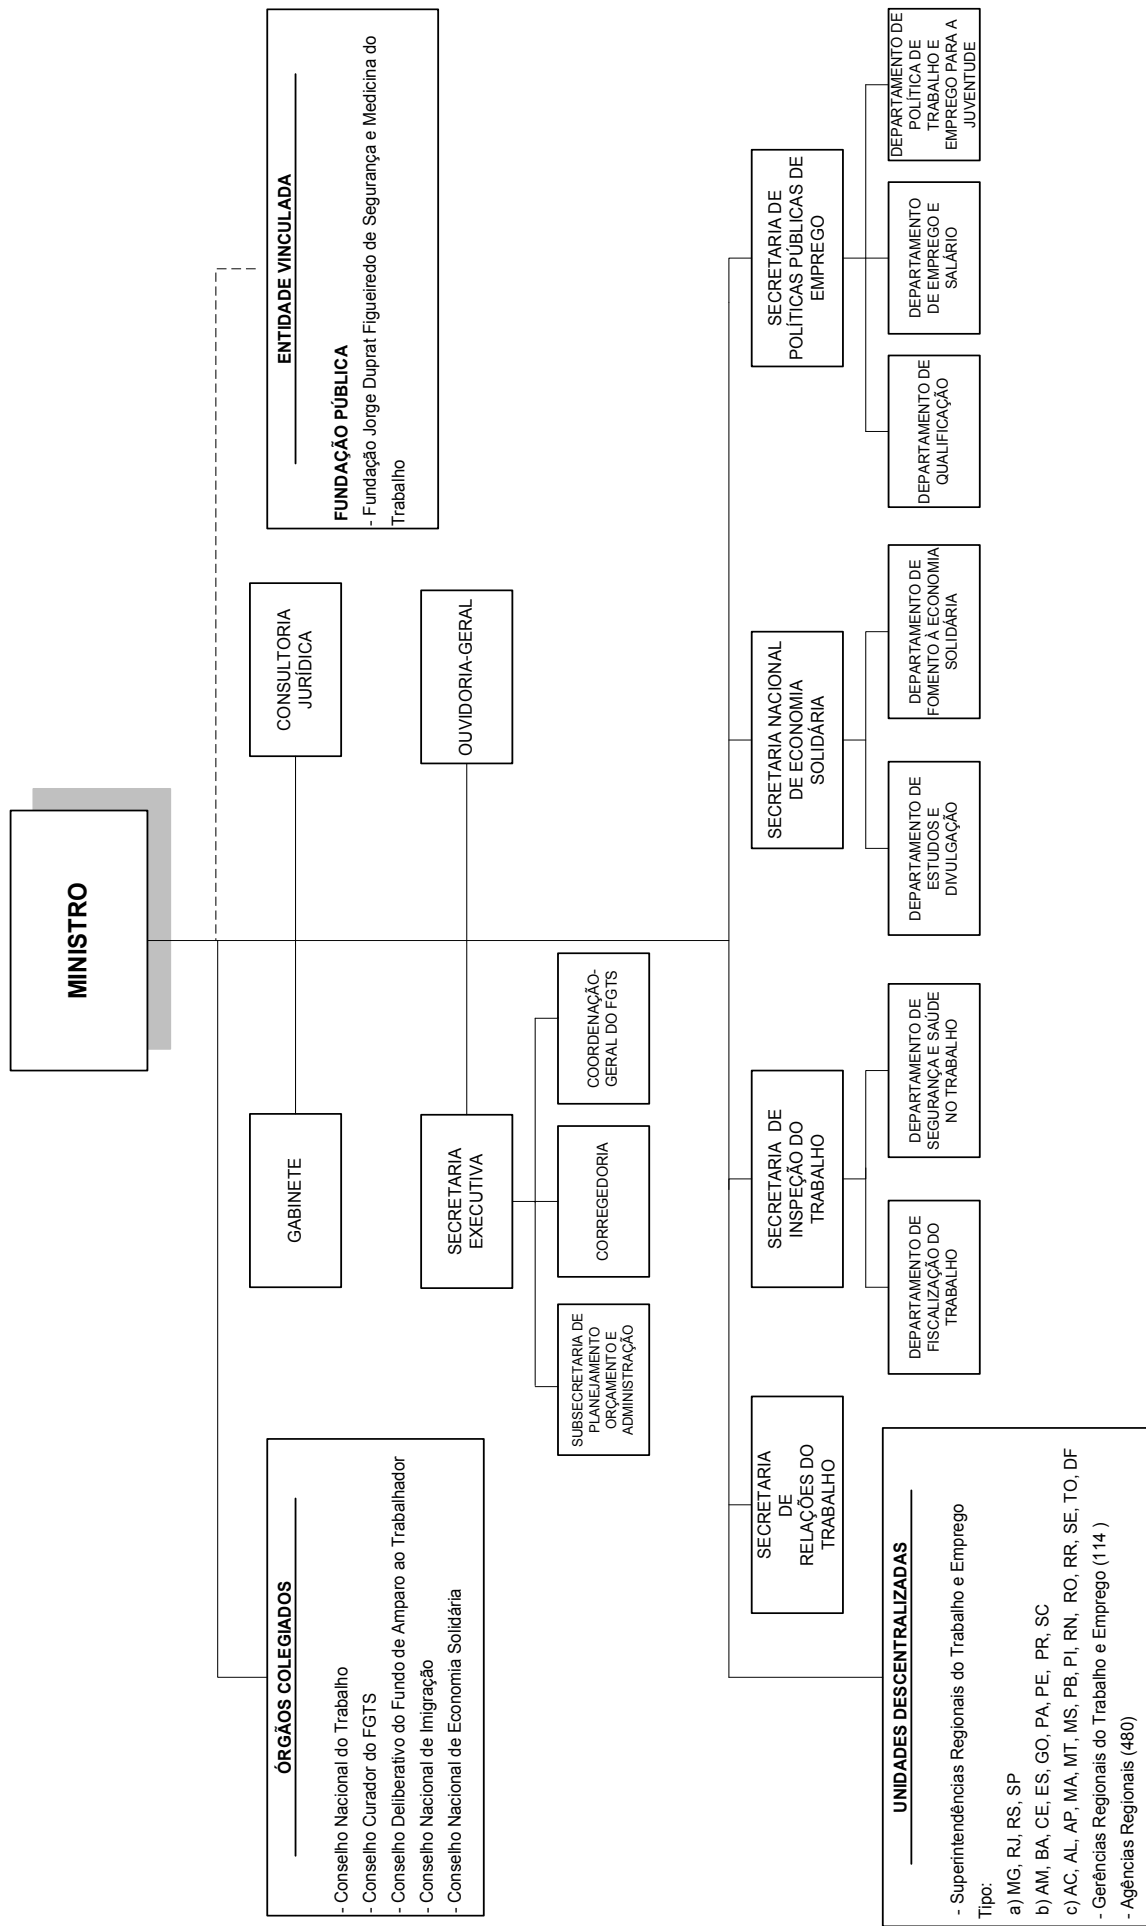 MINISTRO
ÓRGÃOS COLEGIADOS
- Conselho Nacional do Trabalho
- Conselho Curador do FGTS
- Conselho Deliberativo do Fundo de Amparo ao Trabalhador
- Conselho Nacional de Imigração
- Conselho Nacional de Economia Solidária
GABINETE
CONSULTORIA
JURÍDICA
ENTIDADE VINCULADA
FUNDAÇÃO PÚBLICA
- Fundação Jorge Duprat Figueiredo de Segurança e Medicina do
Trabalho
SECRETARIA
EXECUTIVA
OUVIDORIA-GERAL
SUBSECRETARIA DE
PLANEJAMENTO
ORÇAMENTO E
ADMINISTRAÇÃO
CORREGEDORIA
COORDENAÇÃO-
GERAL DO FGTS
SECRETARIA
DE
RELAÇÕES DO
TRABALHO
SECRETARIA DE
INSPEÇÃO DO
TRABALHO
SECRETARIA NACIONAL
DE ECONOMIA
SOLIDÁRIA
SECRETARIA DE
POLÍTICAS PÚBLICAS DE
EMPREGO
UNIDADES DESCENTRALIZADAS
- Superintendências Regionais do Trabalho e Emprego
Tipo:
a) MG, RJ, RS, SP
b) AM, BA, CE, ES, GO, PA, PE, PR, SC
c) AC, AL, AP, MA, MT, MS, PB, PI, RN, RO, RR, SE, TO, DF
- Gerências Regionais do Trabalho e Emprego (114 )
- Agências Regionais (480)
DEPARTAMENTO DE
FISCALIZAÇÃO DO
TRABALHO
DEPARTAMENTO DE
SEGURANÇA E SAÚDE
NO TRABALHO
DEPARTAMENTO DE
ESTUDOS E
DIVULGAÇÃO
DEPARTAMENTO DE
FOMENTO À ECONOMIA
SOLIDÁRIA
DEPARTAMENTO DE
QUALIFICAÇÃO
DEPARTAMENTO
DE EMPREGO E
SALÁRIO
DEPARTAMENTO DE
POLÍTICA DE
TRABALHO E
EMPREGO PARA A
JUVENTUDE